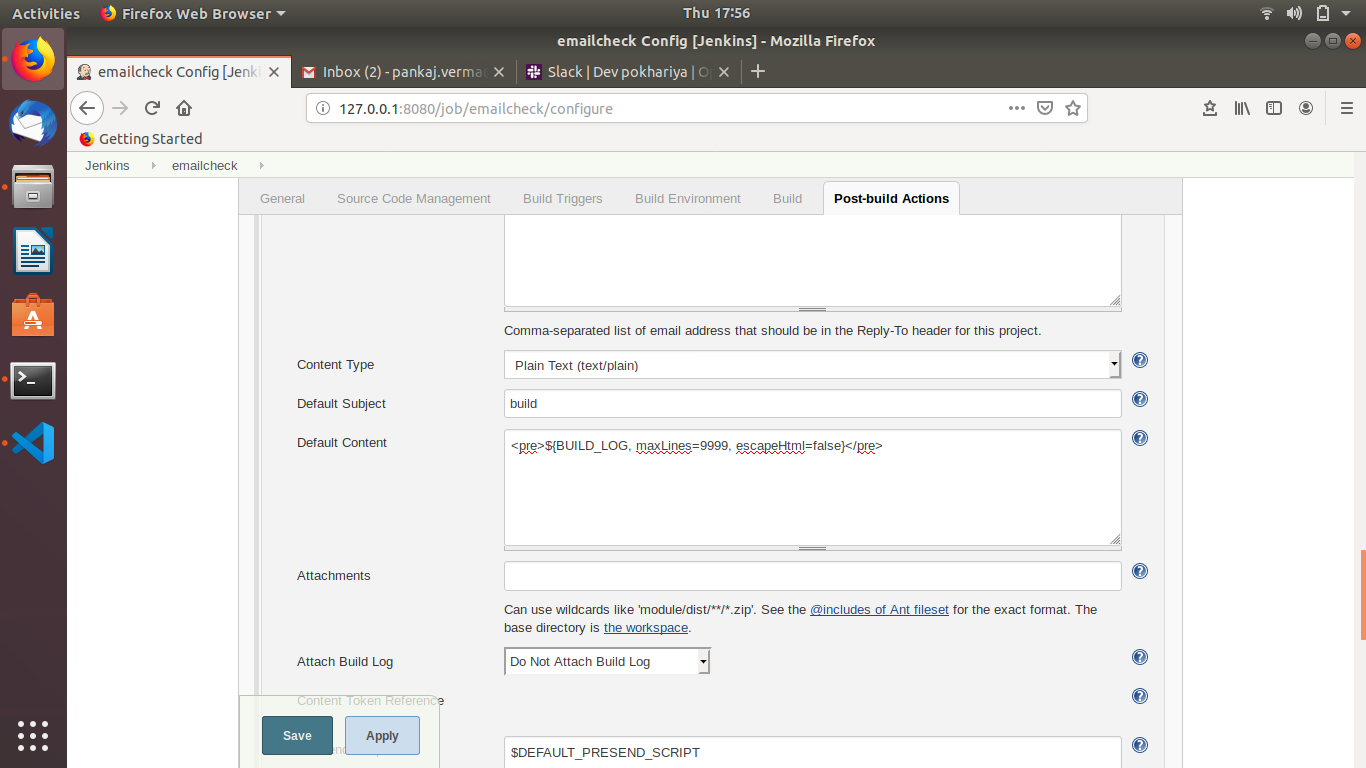 Activities Firefox Web Browser Thu 17:56
emailcheck Config [Jenkins] - Mozilla Firefox
emailcheck Config [Jenki Inbox (2) - pankaj.verma Slack | Dev pokhariya | O
127.0.0.1:8080/job/emailcheck/configure
Getting Started
Jenkins emailcheck
General Source Code Management Build Triggers Build Environment Build Post-build Actions
Comma-separated list of email address that should be in the Reply-To header for this project.
Content Type Plain Text (text/plain)
Default Subject build
Default Content <pre>${BUILD_LOG, maxLines=9999, escapeHtml=false}</pre>
Attachments
Can use wildcards like 'module/dist/**/*.zip'. See the @includes of Ant fileset for the exact format. The
base directory is the workspace.
Attach Build Log Do Not Attach Build Log
Content Token Reference
Save Apply
$DEFAULT_PRESEND_SCRIPT